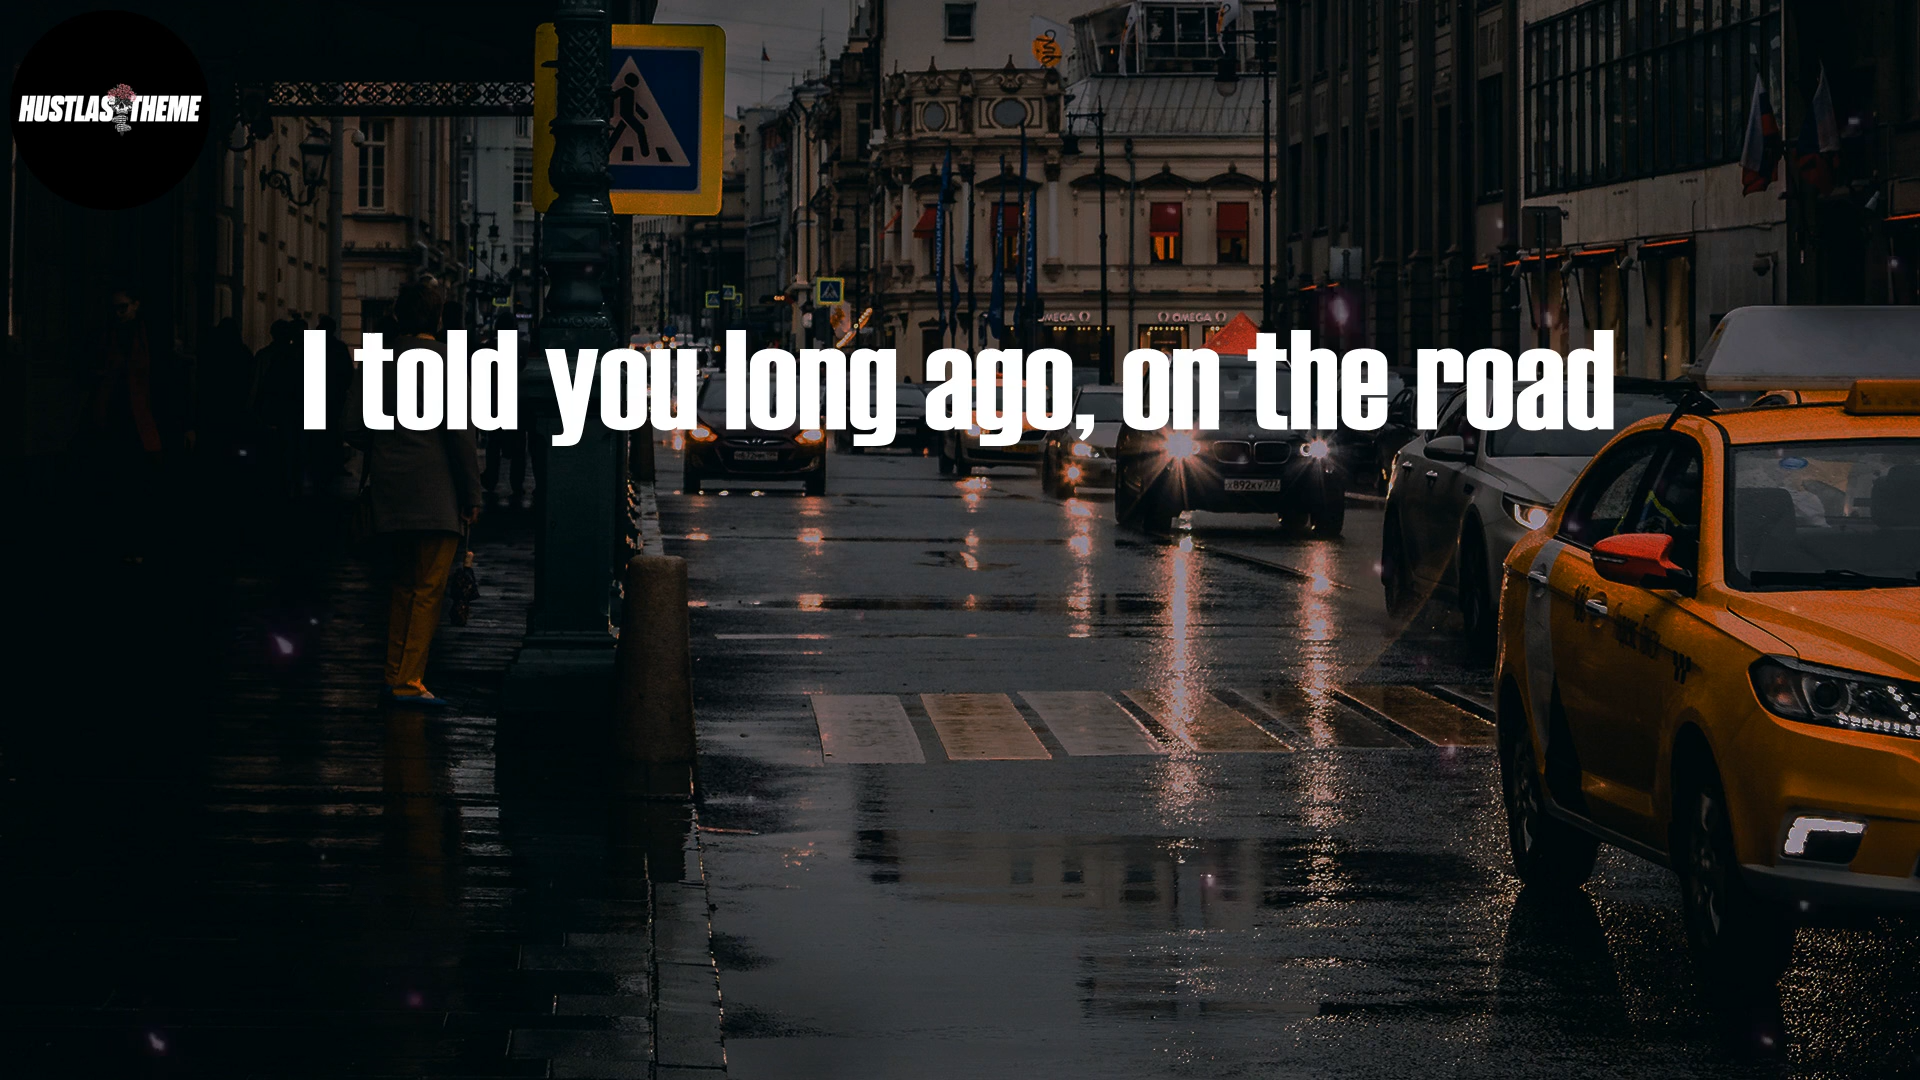 HUSTLAS THEME
I told you long ago, on the road
OMEGA Ω
Ω OMEGA Ω